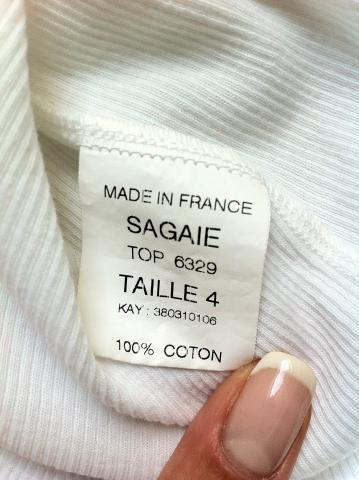 MADE IN FRANCE
SAGAIE
TOP 6329
TAILLE 4
KAY : 380310106
100% COTON